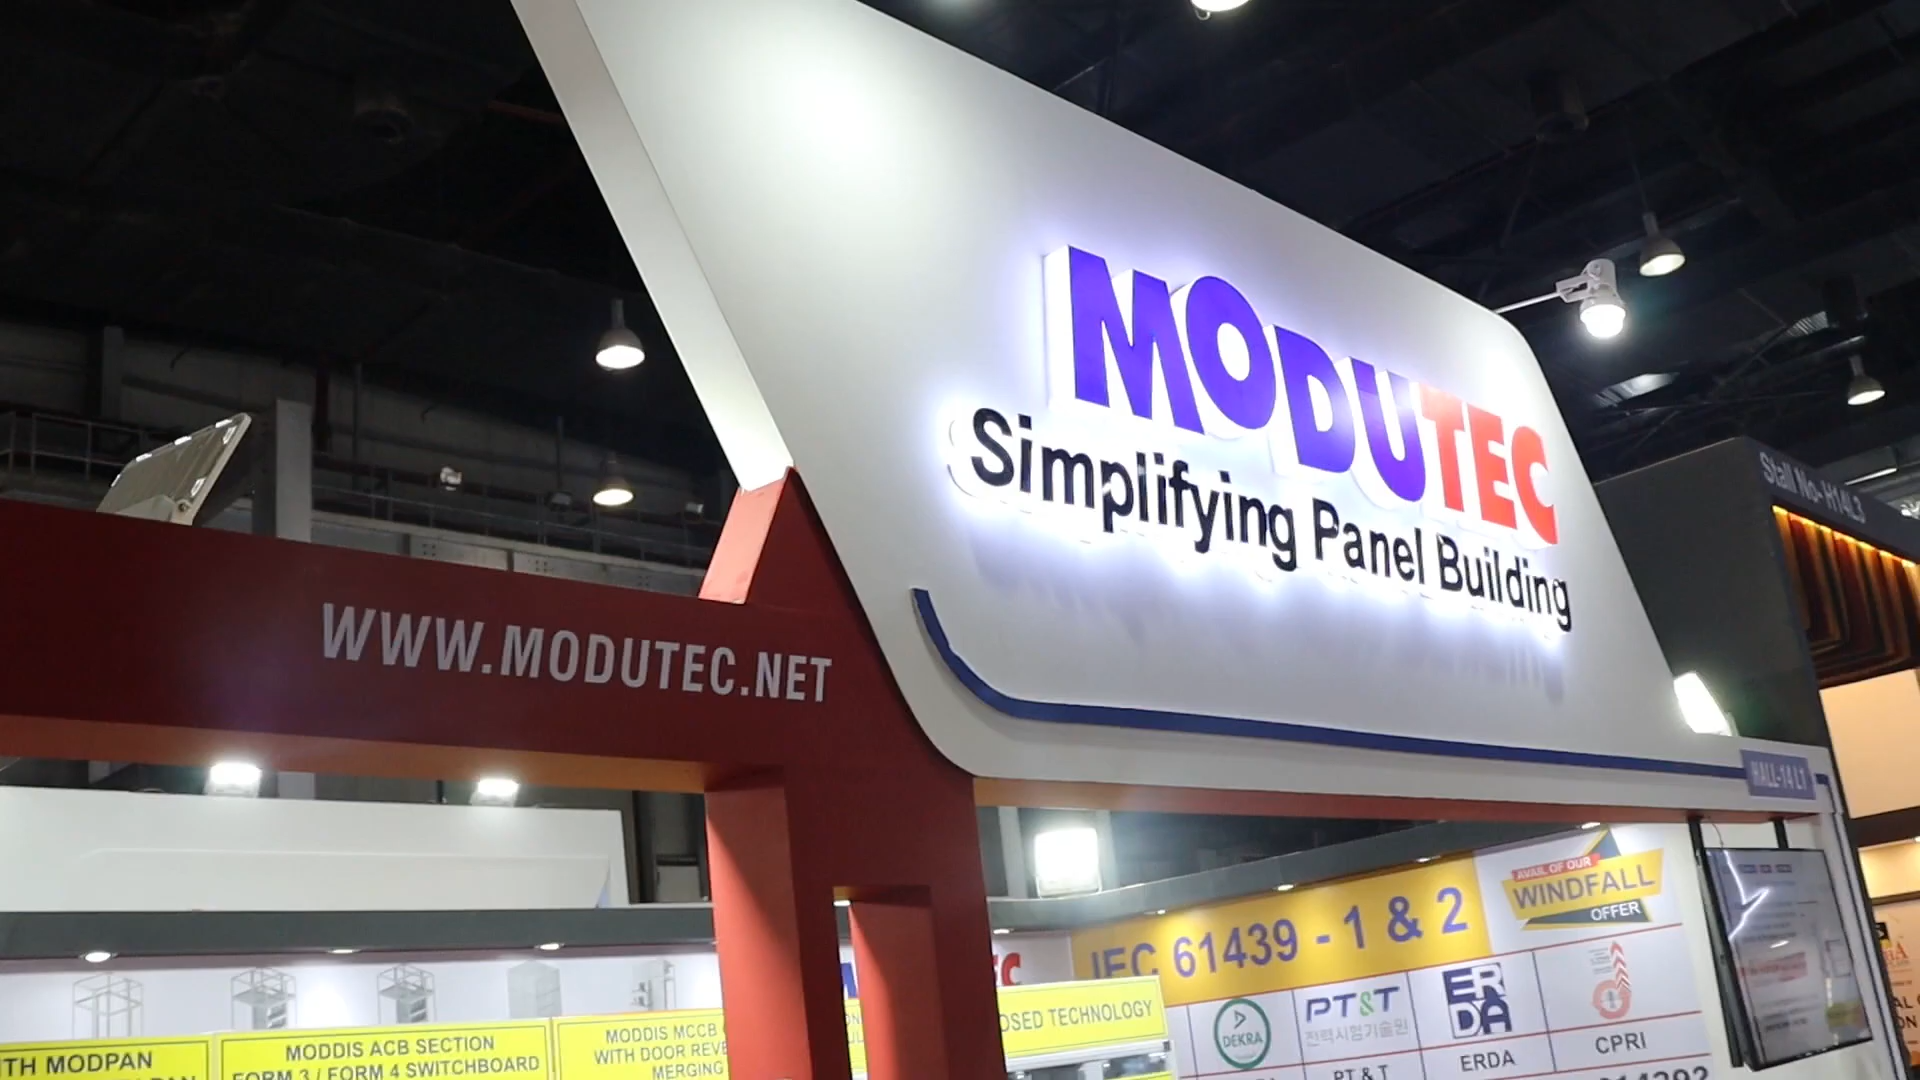 MODUTEC
Simplifying Panel Building
WWW.MODUTEC.NET
Stall No- H14L3
HALL-14 L1
AVAIL OF OUR
WINDFALL
OFFER
IEC 61439 - 1 & 2
DEKRA
PT&T
전력시험기술원
PT & T
ERDA
ERDA
CPRI
OSED TECHNOLOGY
TH MODPAN
MODDIS ACB SECTION
FORM 3 / FORM 4 SWITCHBOARD
MODDIS MCCB
WITH DOOR REVE
MERGING